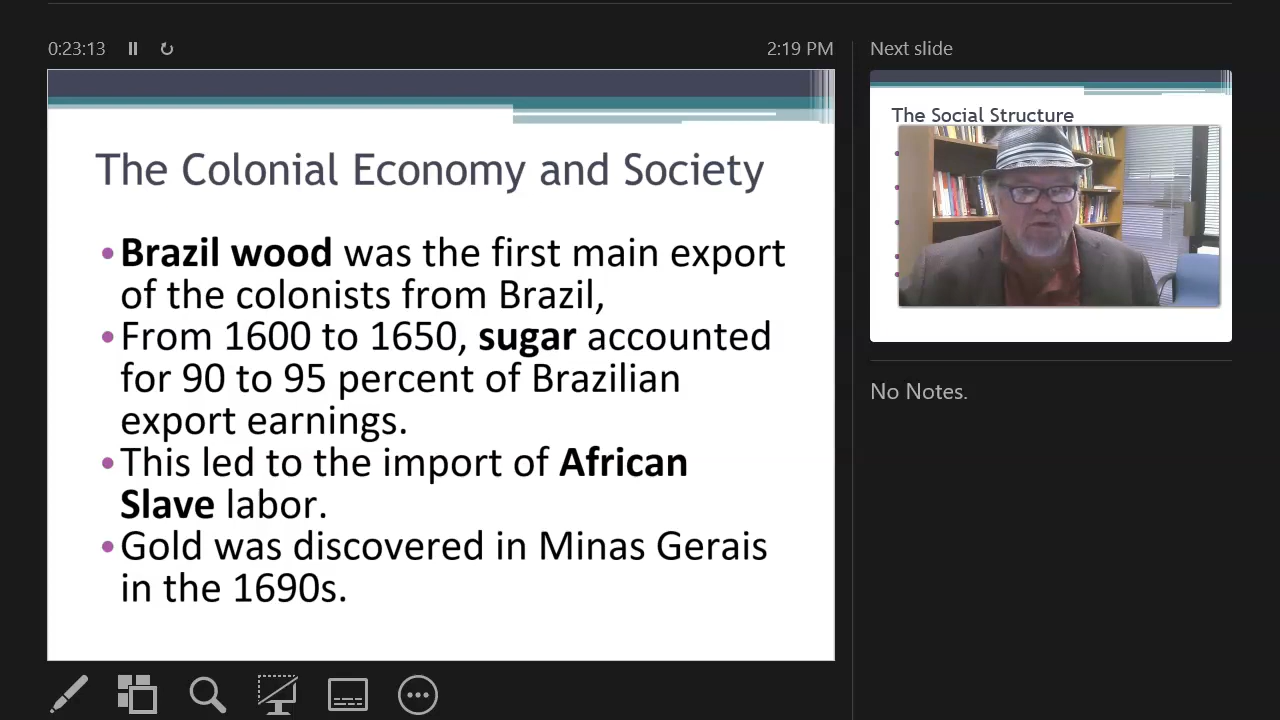 0:23:13
2:19 PM
Next slide
The Colonial Economy and Society
•Brazil wood was the first main export
of the colonists from Brazil,
•From 1600 to 1650, sugar accounted
for 90 to 95 percent of Brazilian
export earnings.
•This led to the import of African
Slave labor.
•Gold was discovered in Minas Gerais
in the 1690s.
The Social Structure
No Notes.